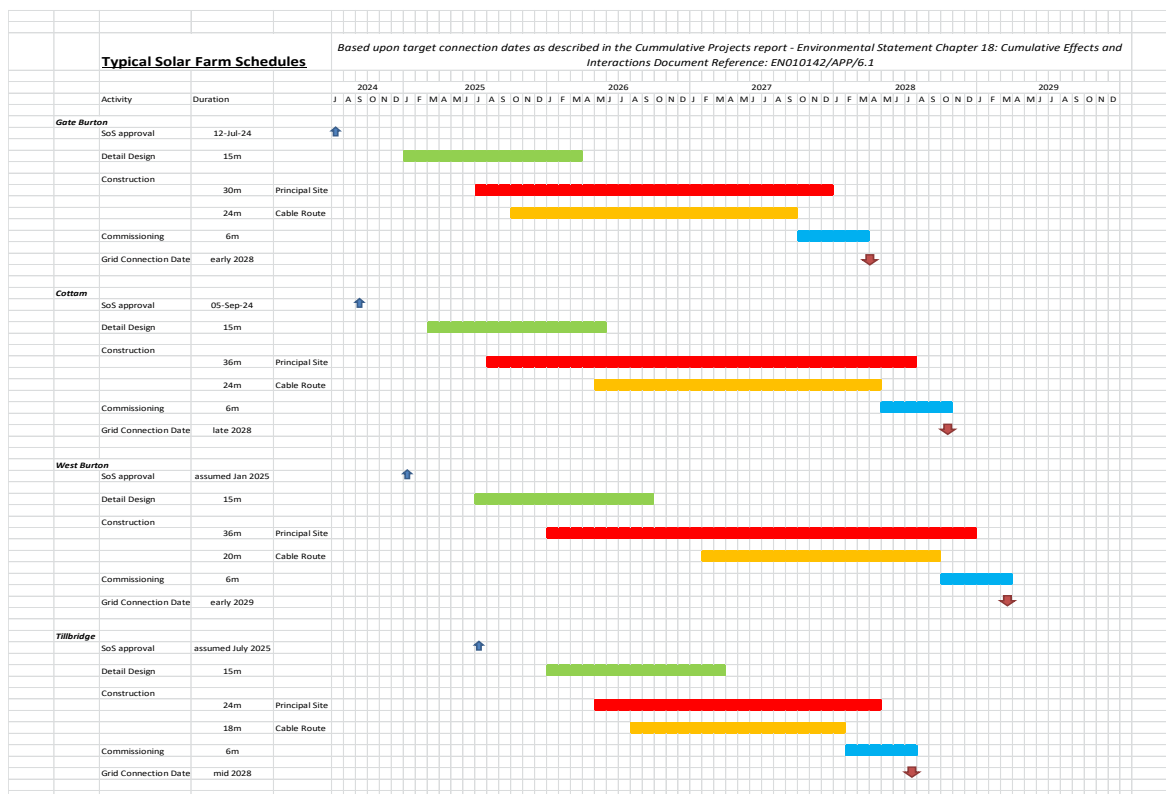 Typical Solar Farm Schedules
Based upon target connection dates as described in the Cummulative Projects report - Environmental Statement Chapter 18: Cumulative Effects and
Interactions Document Reference: EN010142/APP/6.1
2024 2025 2026 2027 2028 2029
Activity Duration J A S O N D J F M A M J J A S O N D J F M A M J J A S O N D J F M A M J J A S O N D J F M A M J J A S O N D J F M A M J J A S O N D
Gate Burton
SoS approval 12-Jul-24
Detail Design 15m
Construction
30m Principal Site
24m Cable Route
Commissioning 6m
Grid Connection Date early 2028
Cottam
SoS approval 05-Sep-24
Detail Design 15m
Construction
36m Principal Site
24m Cable Route
Commissioning 6m
Grid Connection Date late 2028
West Burton
SoS approval assumed Jan 2025
Detail Design 15m
Construction
36m Principal Site
20m Cable Route
Commissioning 6m
Grid Connection Date early 2029
Tillbridge
SoS approval assumed July 2025
Detail Design 15m
Construction
24m Principal Site
18m Cable Route
Commissioning 6m
Grid Connection Date mid 2028